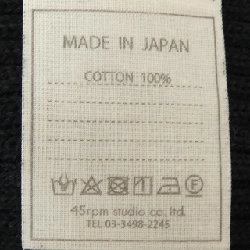 MADE IN JAPAN
COTTON 100%
45rpm studio co. ltd.
TEL 03-3498-2245